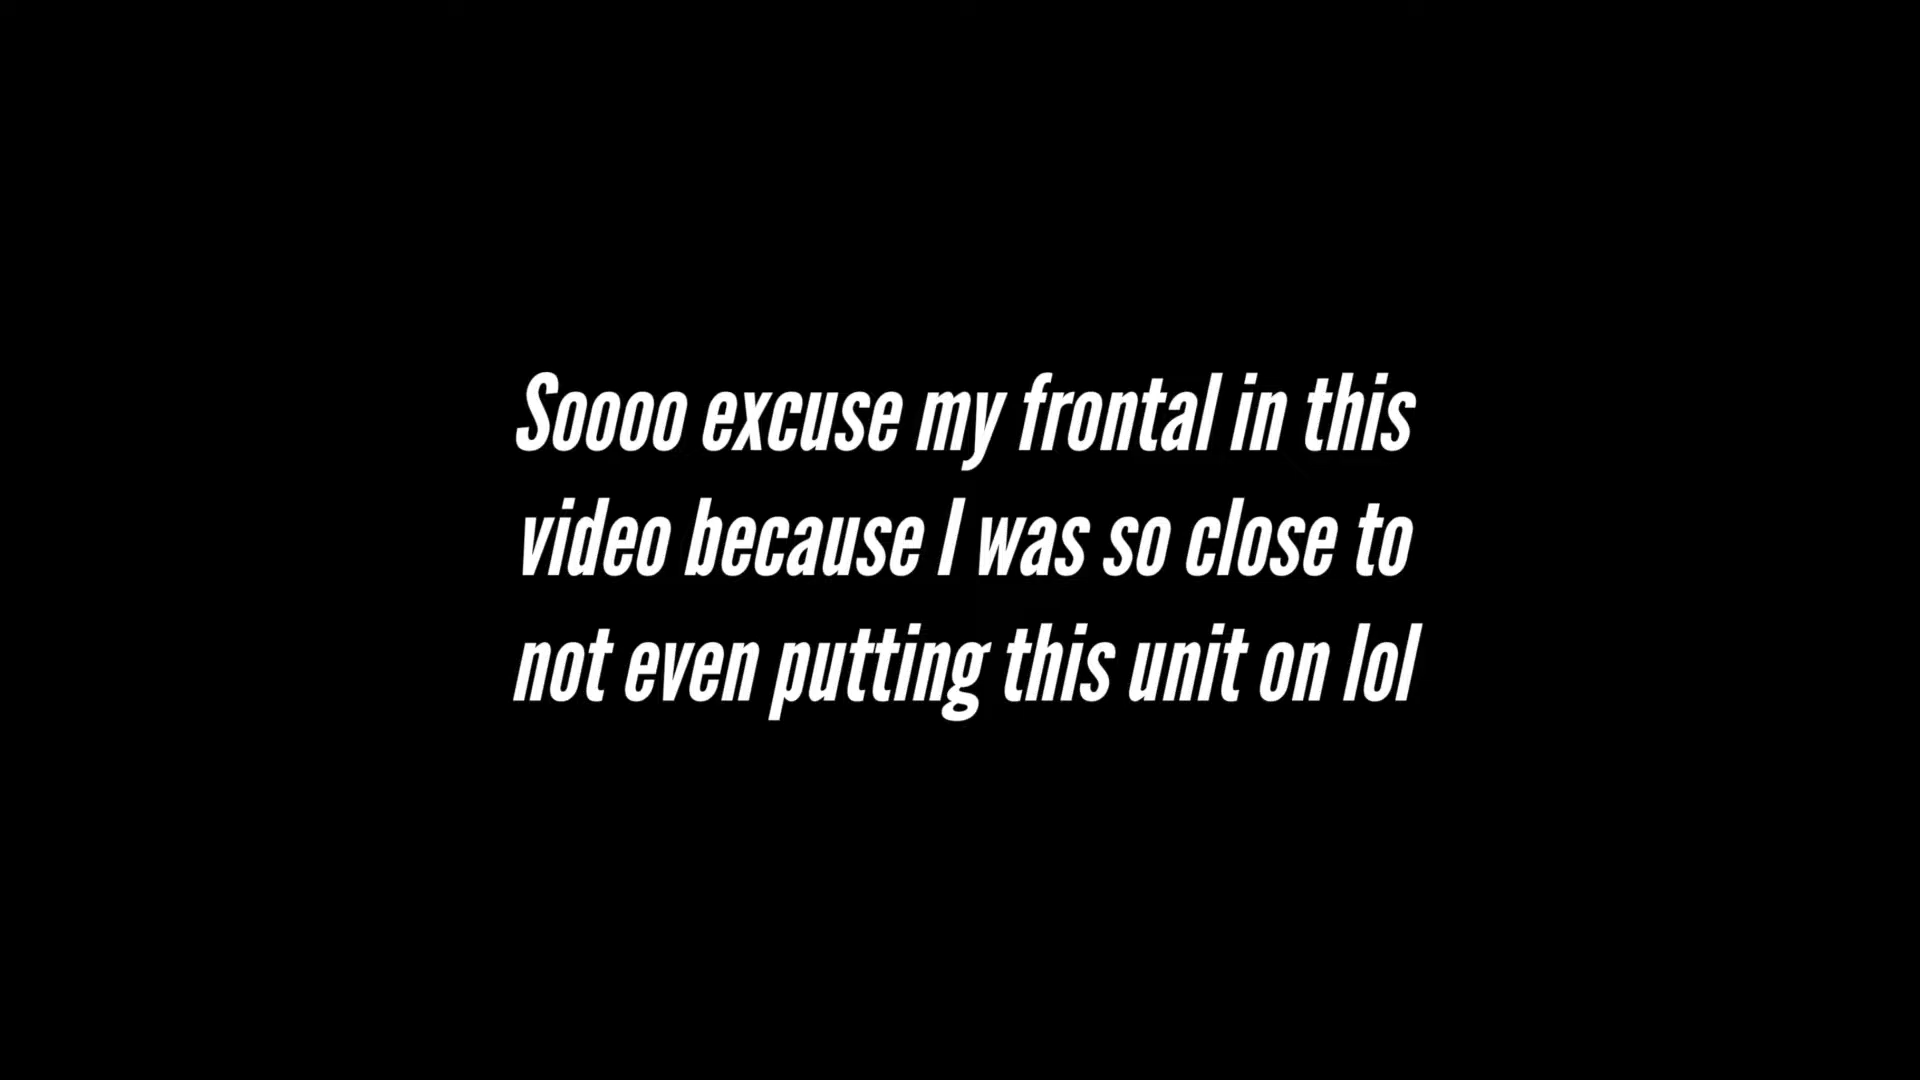 Soooo excuse my frontal in this
video because I was so close to
not even putting this unit on lol